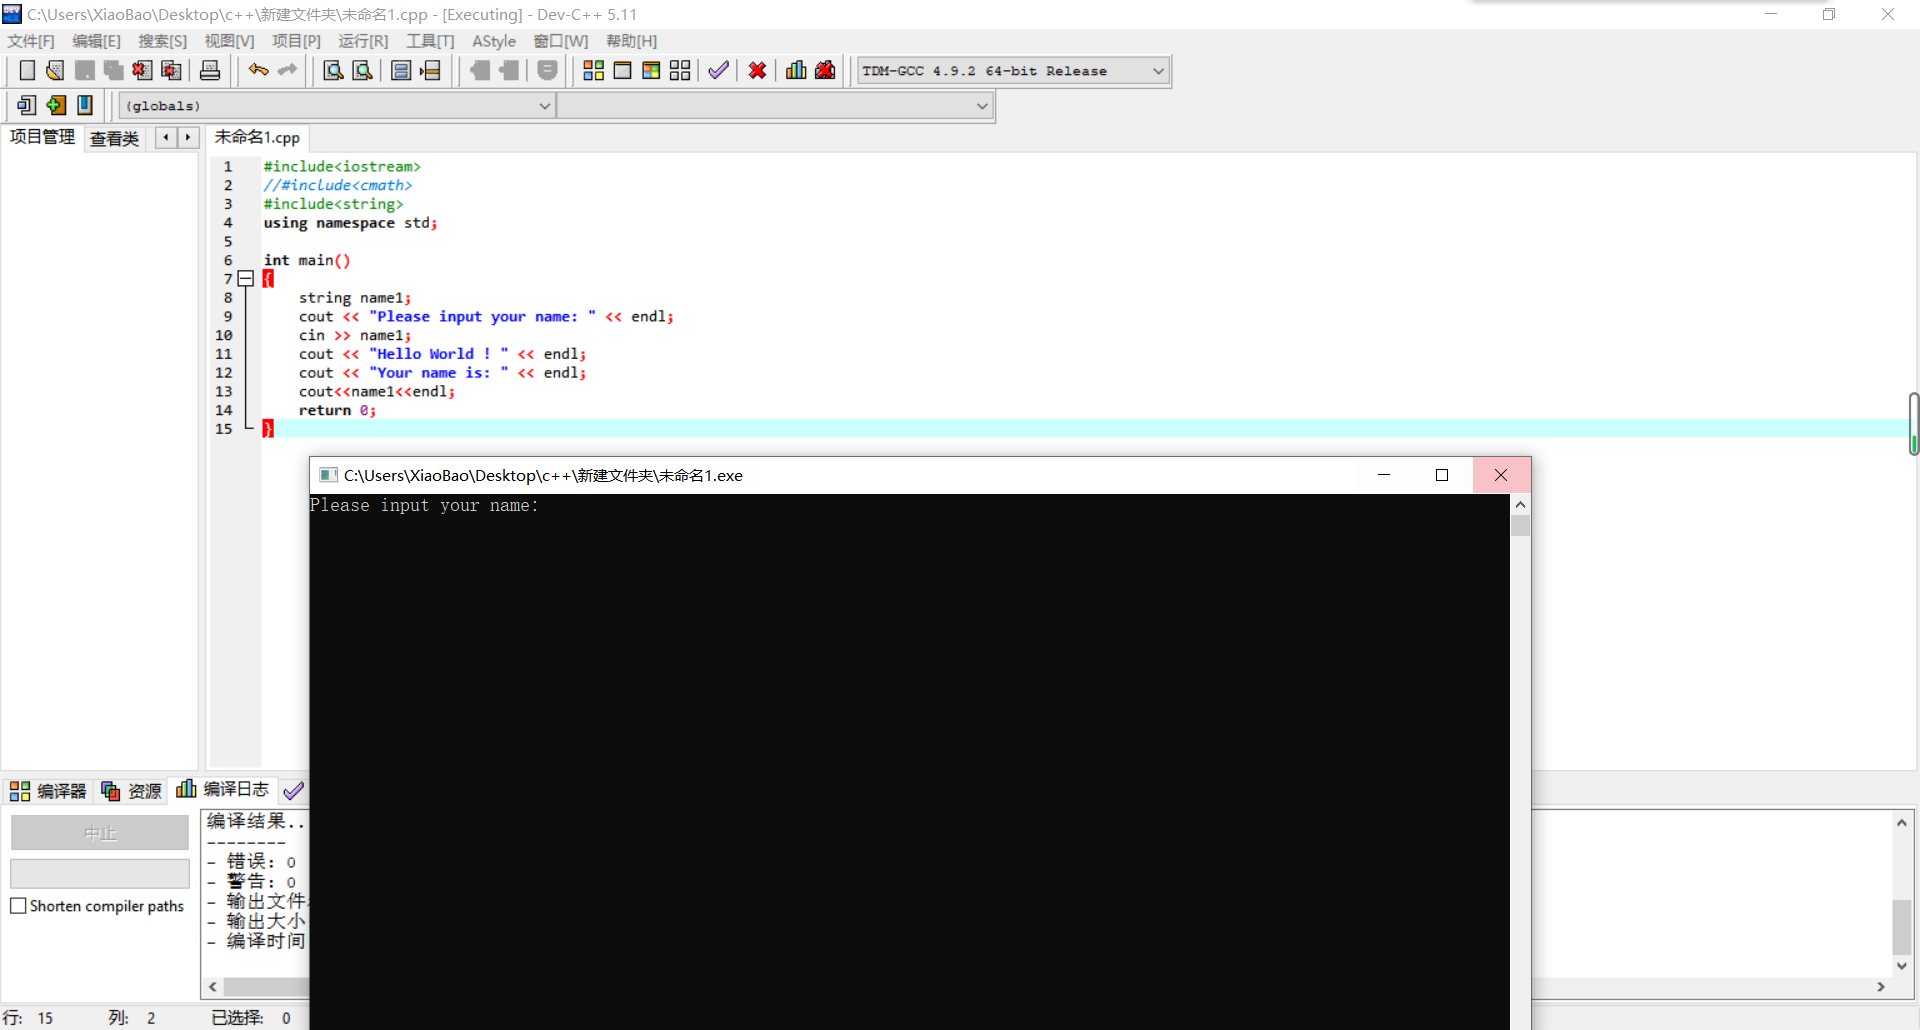 C:\Users\XiaoBao\Desktop\c++\新建文件夹\未命名1.cpp - [Executing] - Dev-C++ 5.11
文件[F] 编辑[E] 搜索[S] 视图[V] 项目[P] 运行[R] 工具[T] AStyle 窗口[W] 帮助[H]
TDM-GCC 4.9.2 64-bit Release
(globals)
项目管理 查看类 未命名1.cpp
1 #include<iostream>
2 //#include<cmath>
3 #include<string>
4 using namespace std;
5
6 int main()
7 {
8 string name1;
9 cout << "Please input your name: " << endl;
10 cin >> name1;
11 cout << "Hello World ! " << endl;
12 cout << "Your name is: " << endl;
13 cout<<name1<<endl;
14 return 0;
15 }
C:\Users\XiaoBao\Desktop\c++\新建文件夹\未命名1.exe
Please input your name:
编译器 资源 编译日志
中止
Shorten compiler paths
编译结果..
--------
- 错误: 0
- 警告: 0
- 输出文件
- 输出大小
- 编译时间
行: 15 列: 2 已选择: 0